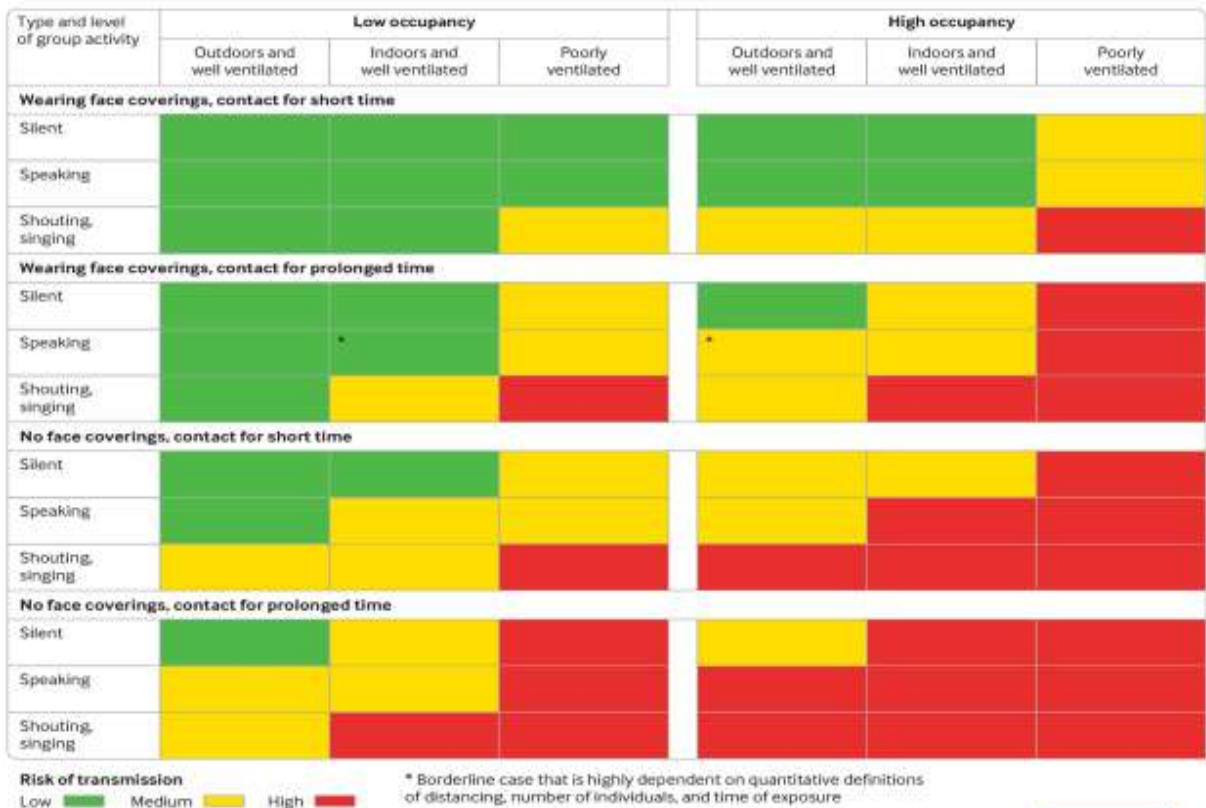 Type and level
of group activity
Low occupancy
High occupancy
Outdoors and
well ventilated
Indoors and
well ventilated
Poorly
ventilated
Outdoors and
well ventilated
Indoors and
well ventilated
Poorly
ventilated
Wearing face coverings, contact for short time
Silent
Speaking
Shouting,
singing
Wearing face coverings, contact for prolonged time
Silent
Speaking
*
*
Shouting,
singing
No face coverings, contact for short time
Silent
Speaking
Shouting,
singing
No face coverings, contact for prolonged time
Silent
Speaking
Shouting,
singing
Risk of transmission
Low Medium High
* Borderline case that is highly dependent on quantitative definitions
of distancing, number of individuals, and time of exposure